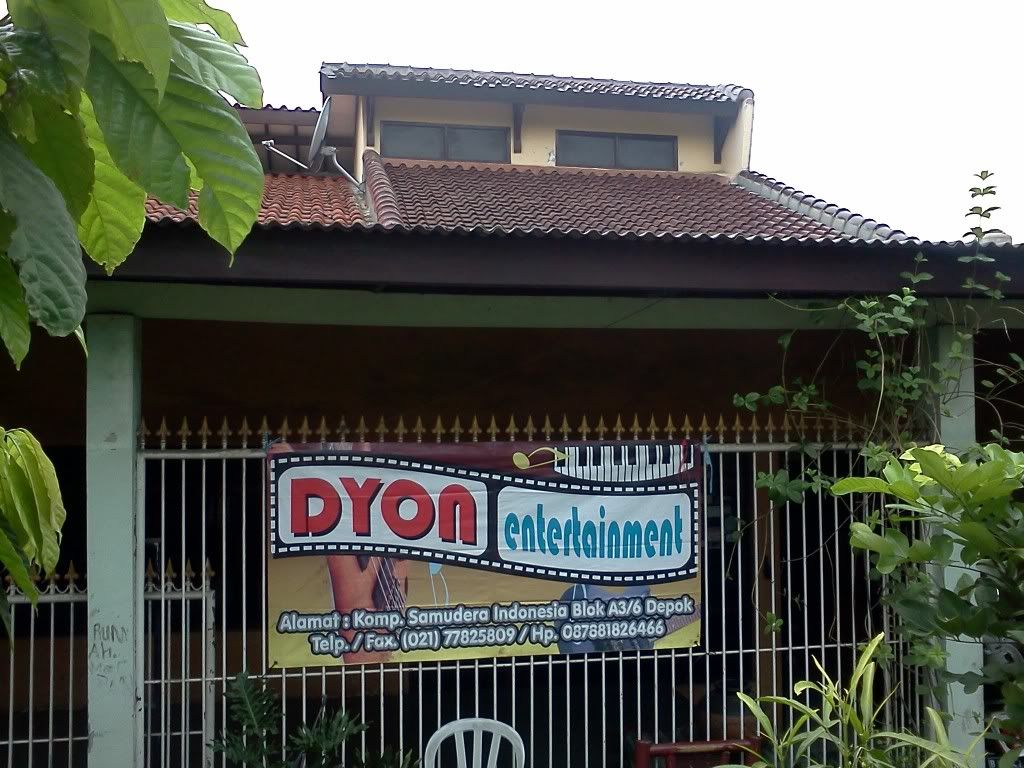 DYON
entertainment
Alamat : Komp. Samudera Indonesia Blok A3/6 Depok
Telp. / Fax. (021) 77825809 / Hp. 087881826466